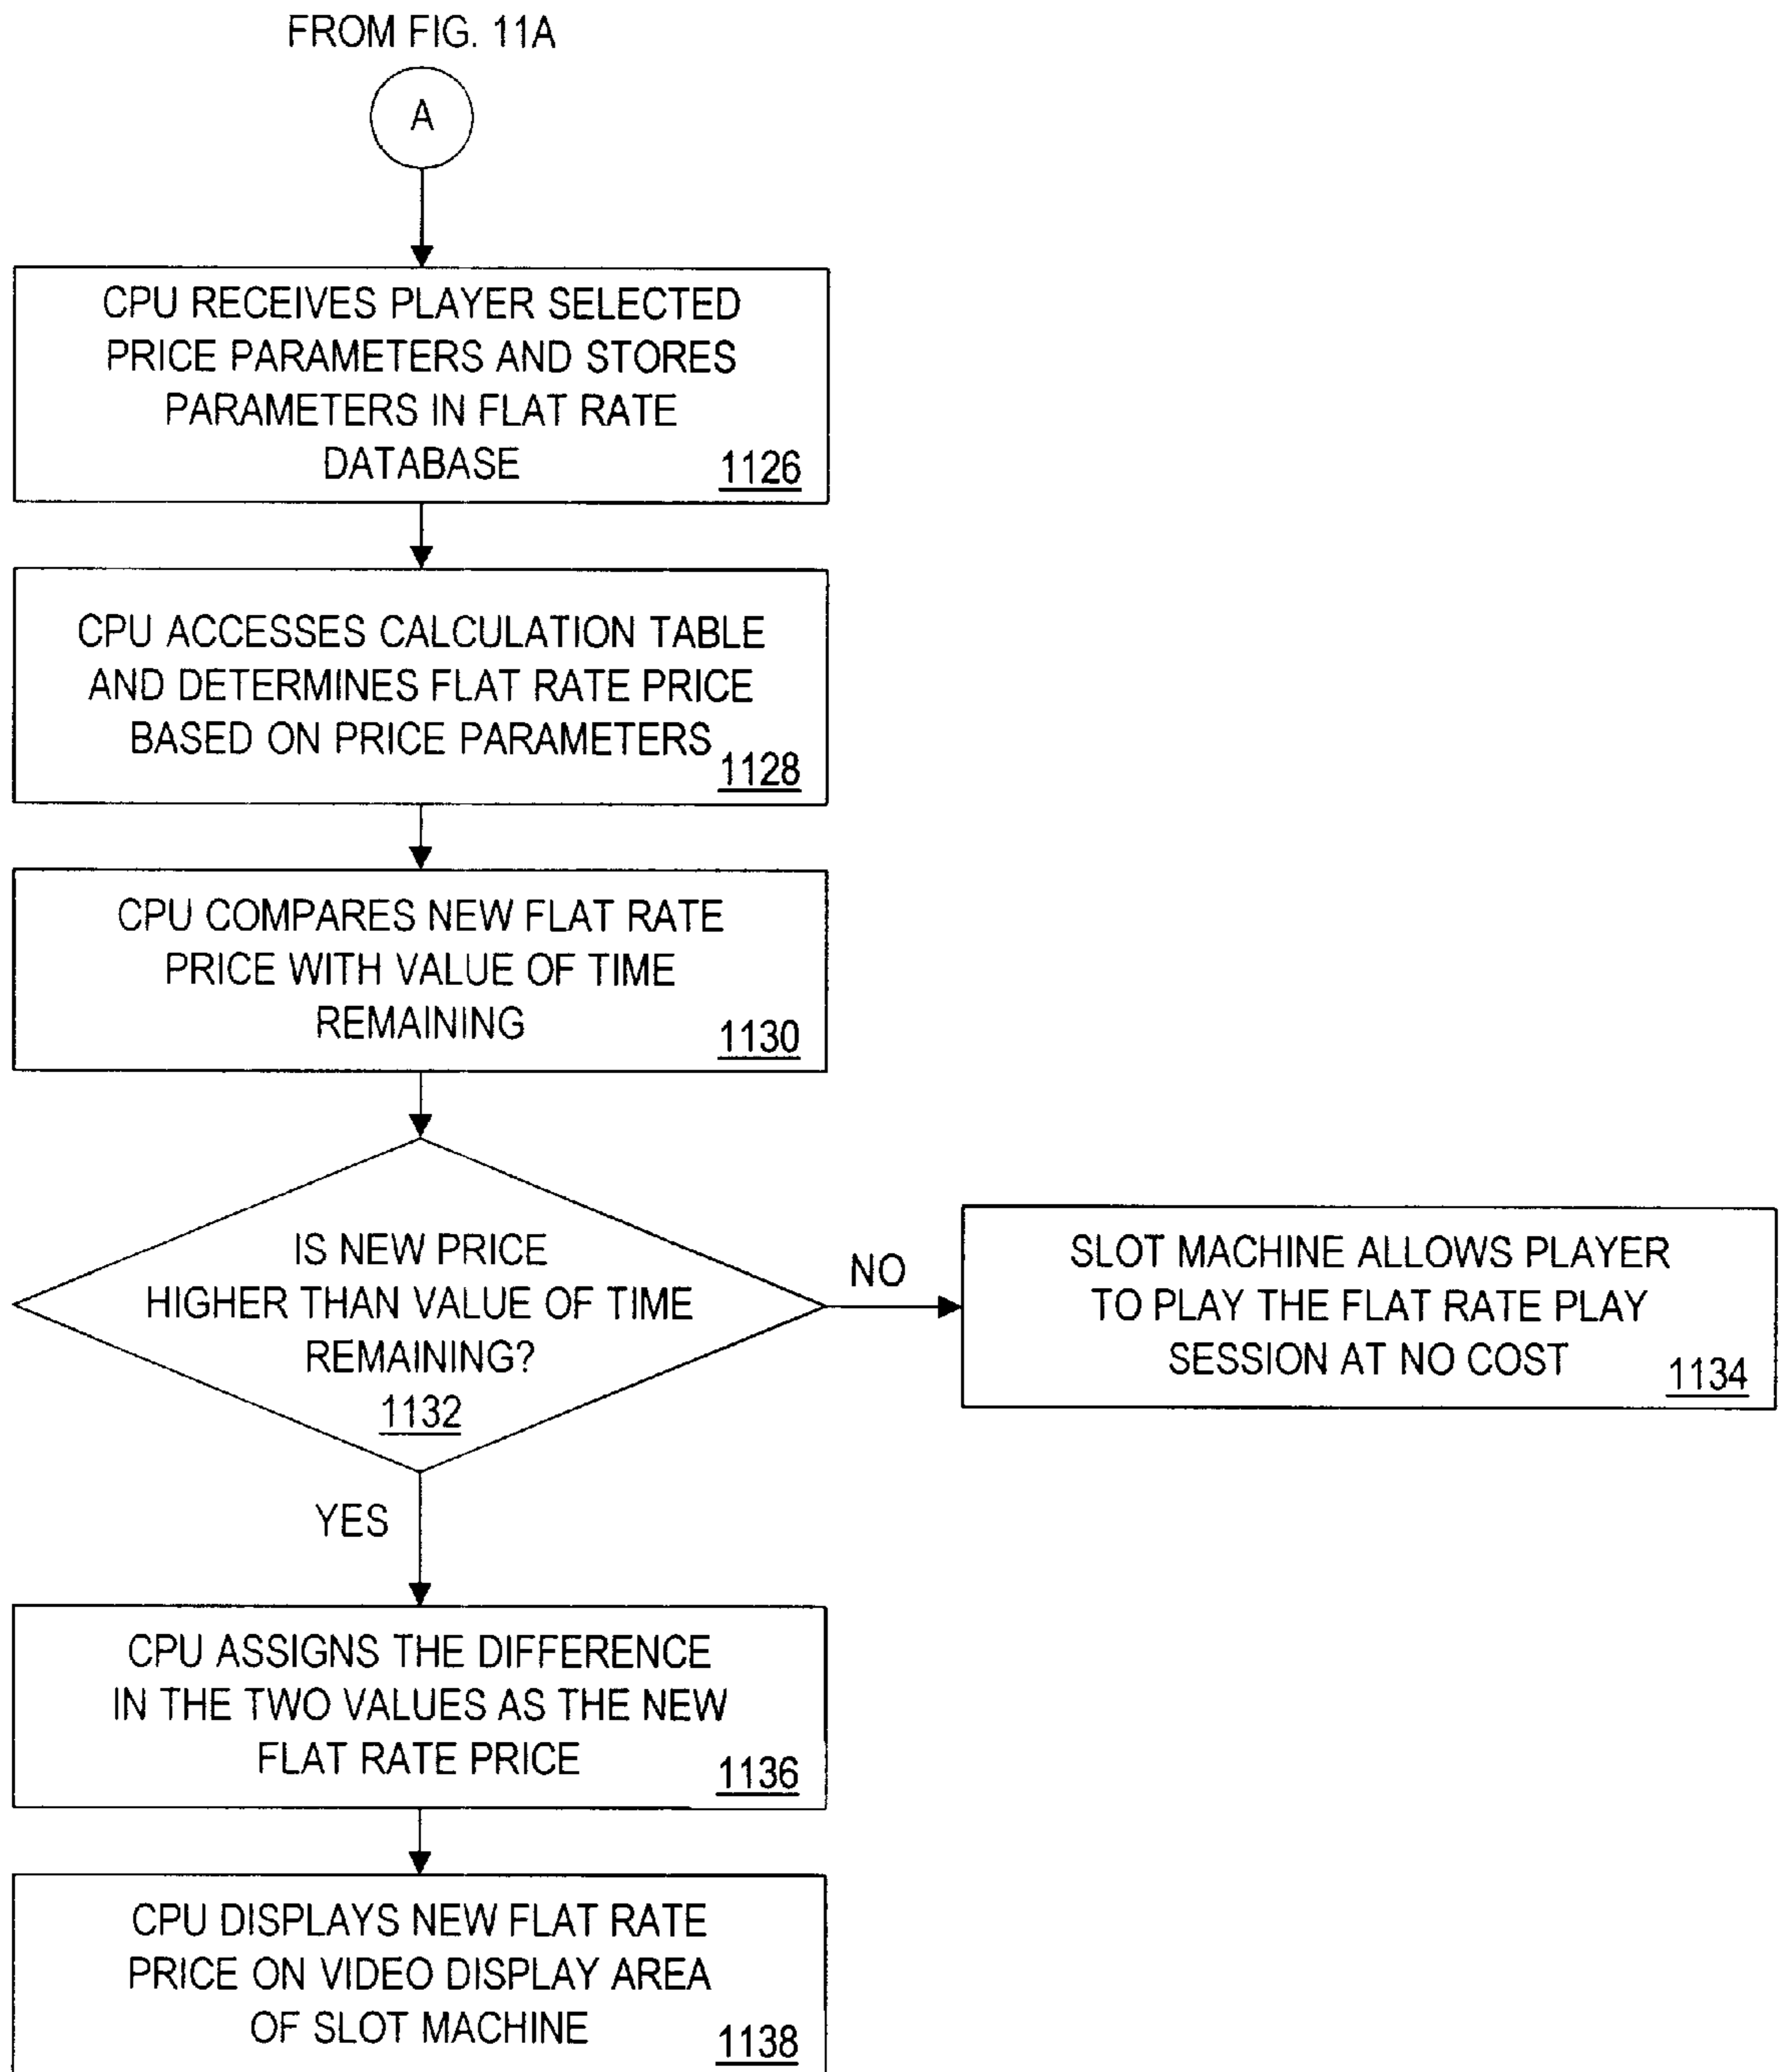 FROM FIG. 11A
A
CPU RECEIVES PLAYER SELECTED
PRICE PARAMETERS AND STORES
PARAMETERS IN FLAT RATE
DATABASE
1126
CPU ACCESSES CALCULATION TABLE
AND DETERMINES FLAT RATE PRICE
BASED ON PRICE PARAMETERS
1128
CPU COMPARES NEW FLAT RATE
PRICE WITH VALUE OF TIME
REMAINING
1130
IS NEW PRICE
HIGHER THAN VALUE OF TIME
REMAINING?
1132
NO
SLOT MACHINE ALLOWS PLAYER
TO PLAY THE FLAT RATE PLAY
SESSION AT NO COST
1134
YES
CPU ASSIGNS THE DIFFERENCE
IN THE TWO VALUES AS THE NEW
FLAT RATE PRICE
1136
CPU DISPLAYS NEW FLAT RATE
PRICE ON VIDEO DISPLAY AREA
OF SLOT MACHINE
1138